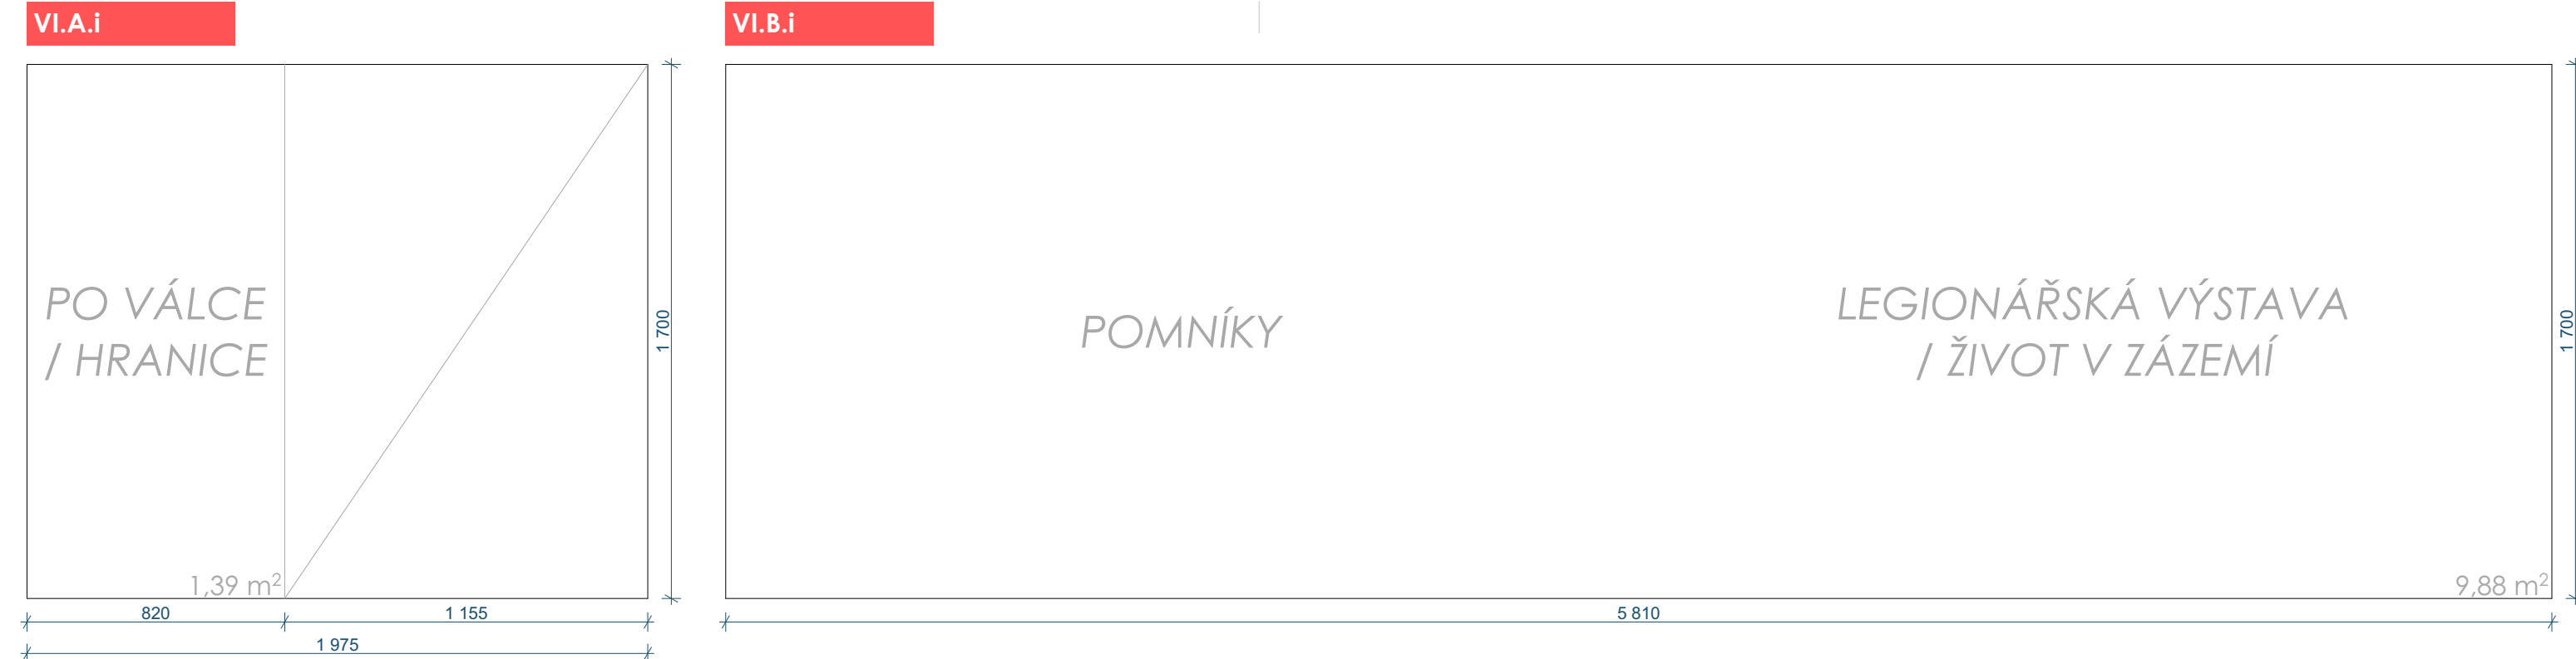 VI.A.i
PO VÁLCE
/ HRANICE
1,39 m²
820
1 155
1 975
1 700
VI.B.i
POMNÍKY
LEGIONÁŘSKÁ VÝSTAVA
/ ŽIVOT V ZÁZEMÍ
9,88 m²
5 810
1 700